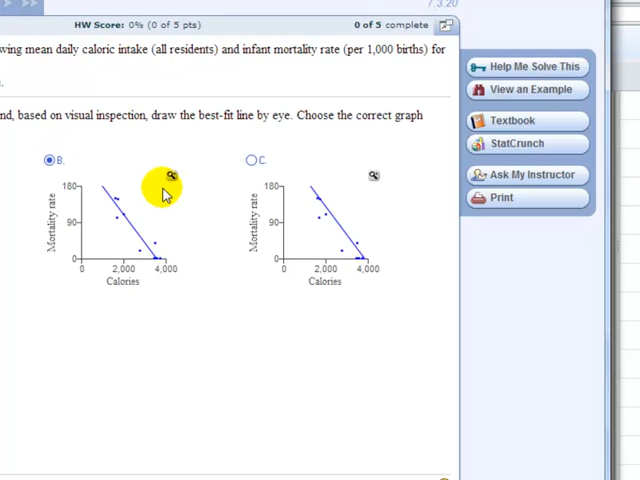 7.3.20
HW Score: 0% (0 of 5 pts)
0 of 5 complete
wing mean daily caloric intake (all residents) and infant mortality rate (per 1,000 births) for
s.
nd, based on visual inspection, draw the best-fit line by eye. Choose the correct graph
B.
C.
180
90
0
0
2,000
4,000
Mortality rate
Calories
180
90
0
0
2,000
4,000
Mortality rate
Calories
Help Me Solve This
View an Example
Textbook
StatCrunch
Ask My Instructor
Print